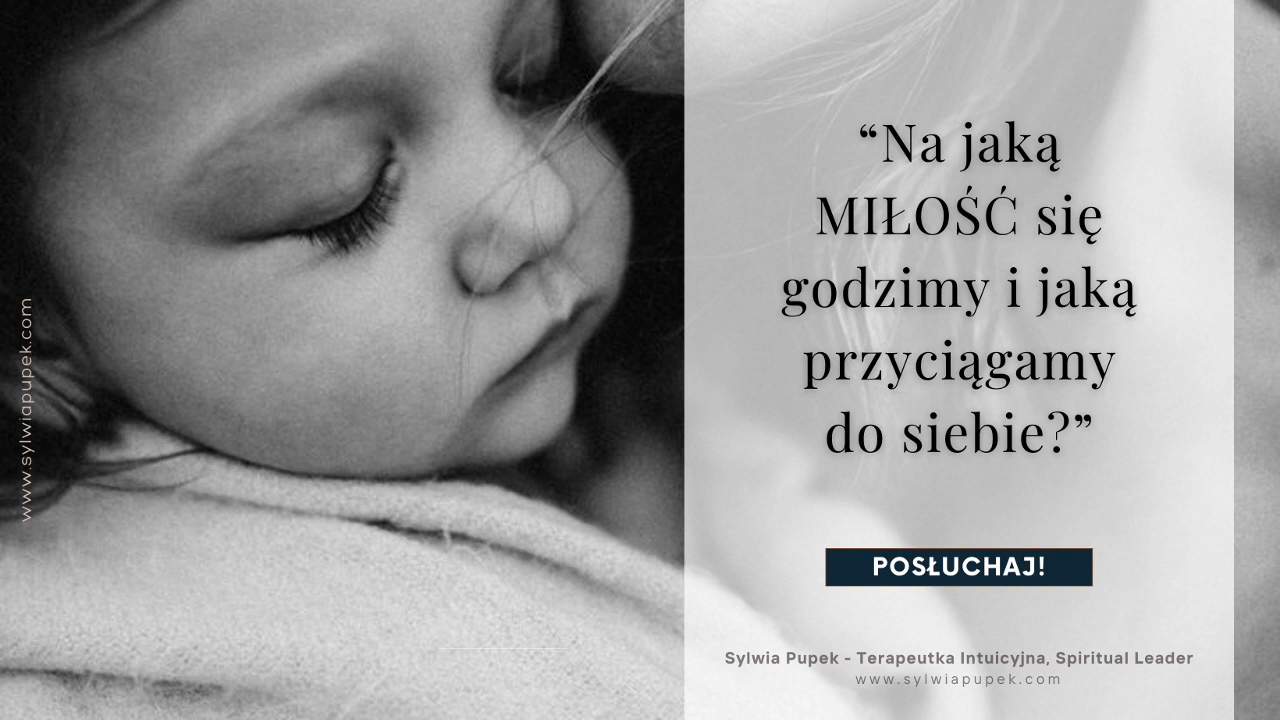 www.sylwiapupek.com
“Na jaką
MIŁOŚĆ się
godzimy i jaką
przyciągamy
do siebie?”
POSŁUCHAJ!
Sylwia Pupek - Terapeutka Intuicyjna, Spiritual Leader
www.sylwiapupek.com